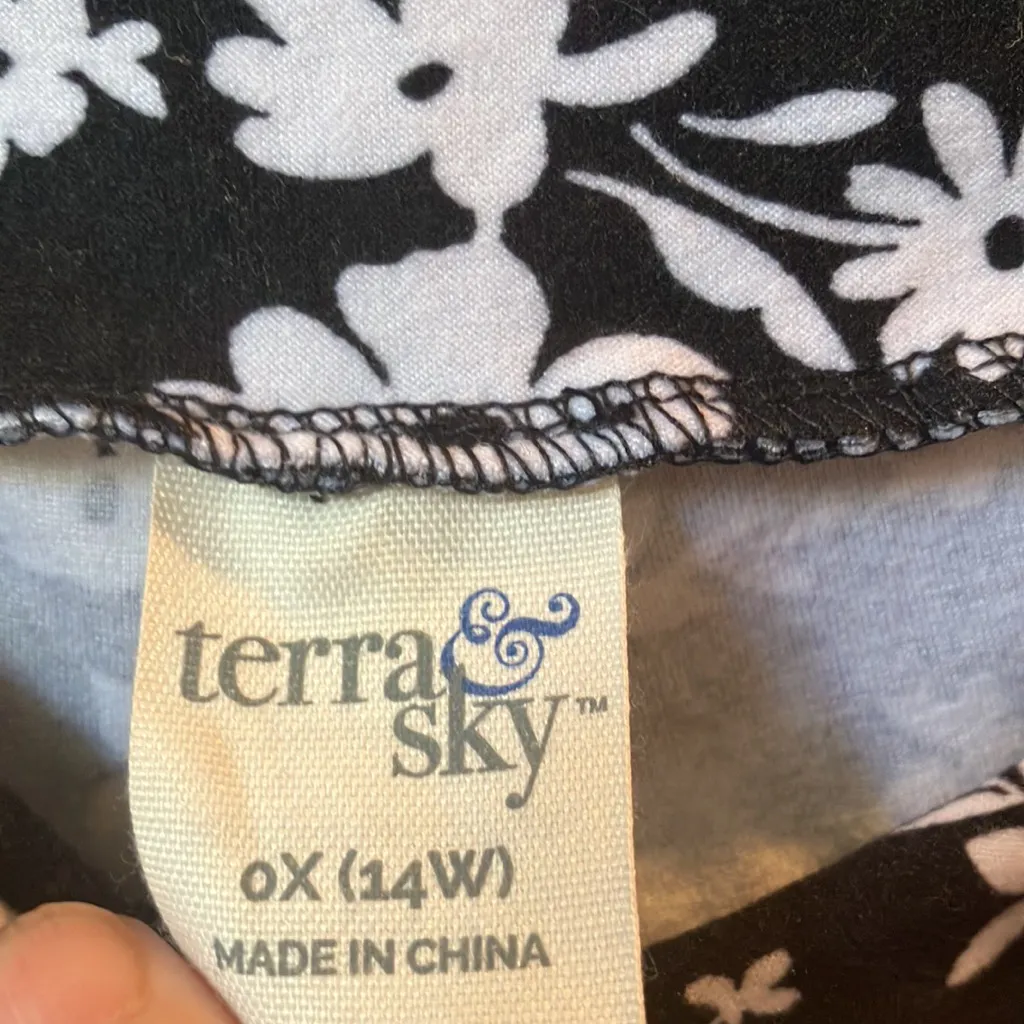 terra &
sky™
0X (14W)
MADE IN CHINA